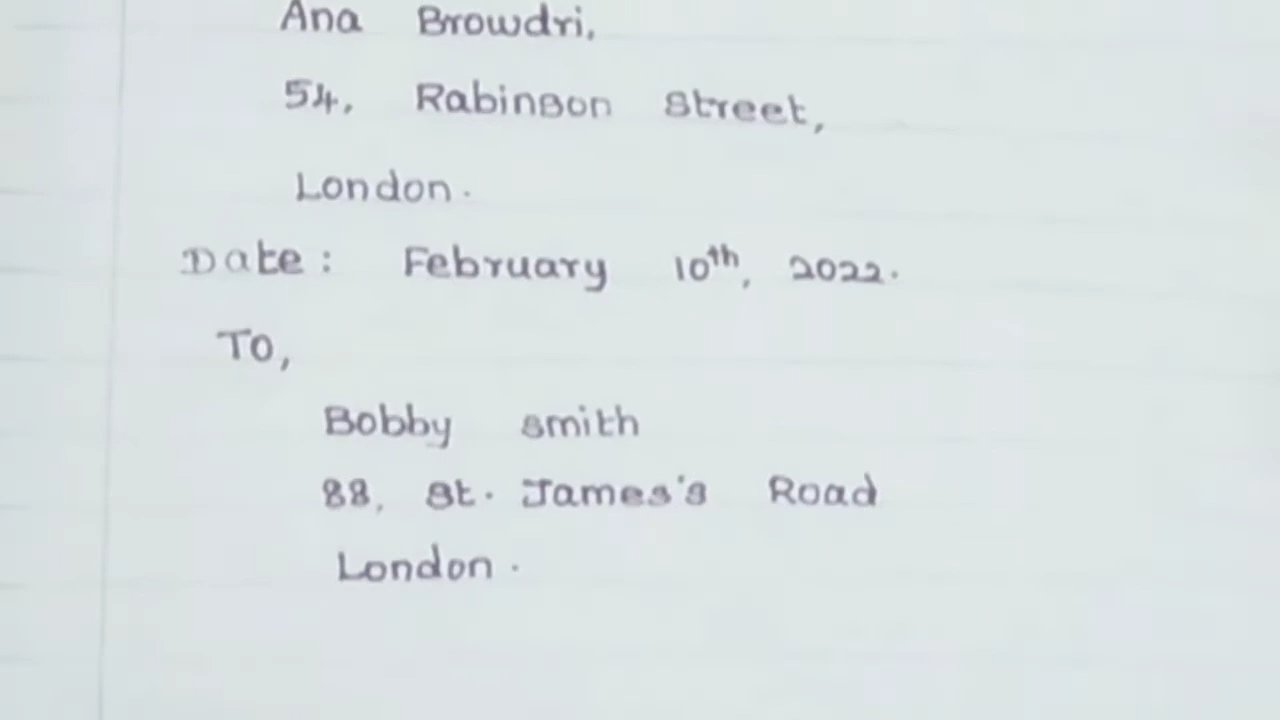 Ana Browdri,
54, Rabinson Street,
London.
Date: February 10th, 2022.
To,
Bobby smith
88, St. James's Road
London.